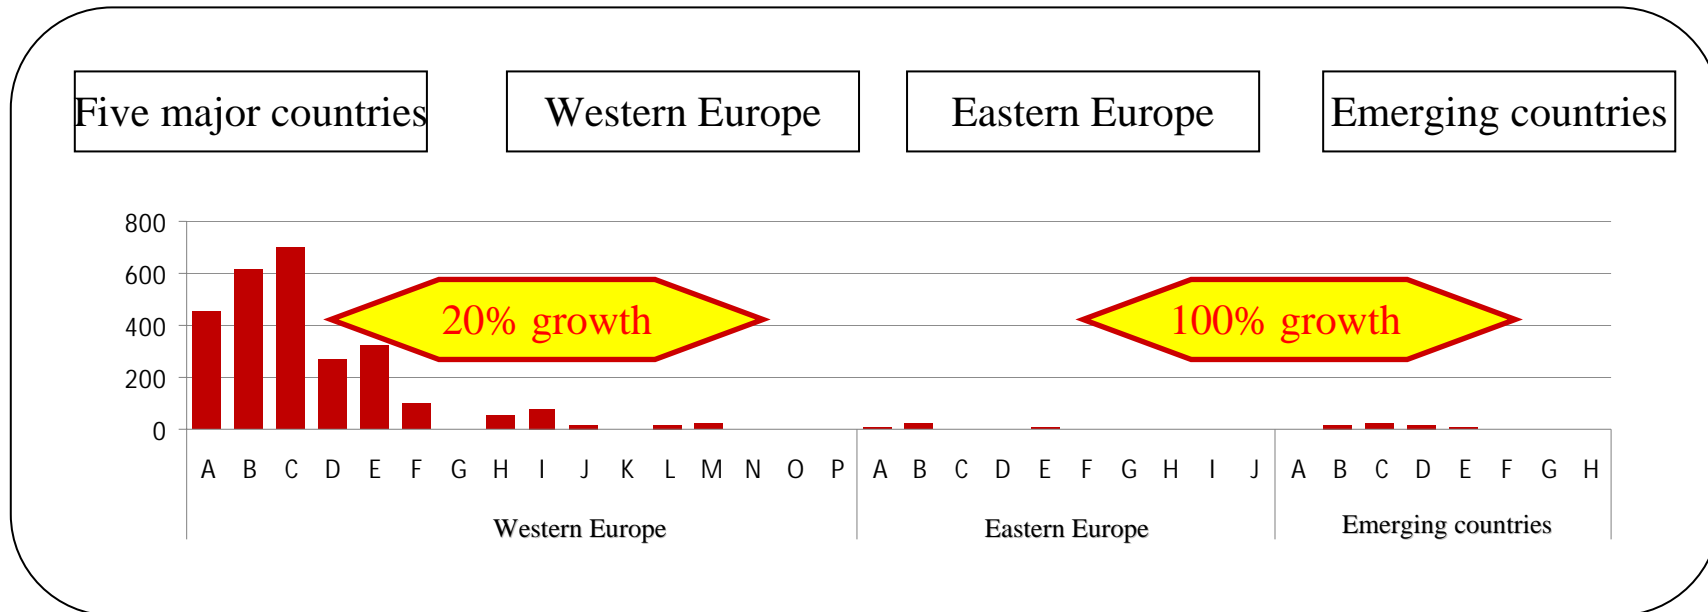 Five major countries
Western Europe
Eastern Europe
Emerging countries
800
600
400
200
0
20% growth
100% growth
A B C D E F G H I J K L M N O P A B C D E F G H I J A B C D E F G H
Western Europe
Eastern Europe
Emerging countries